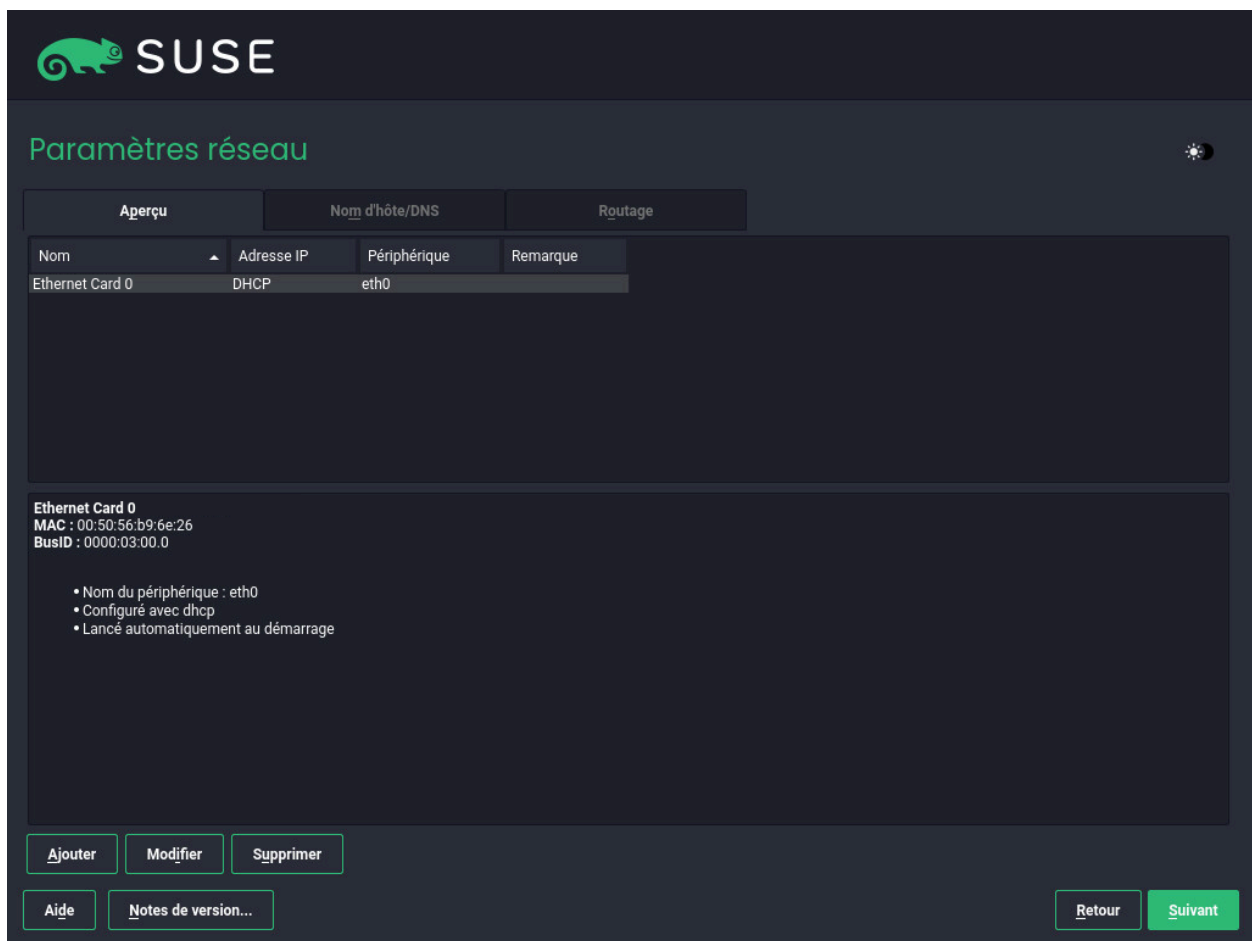 SUSE
Paramètres réseau
Aperçu Nom d'hôte/DNS Routage
Nom Adresse IP Périphérique Remarque
Ethernet Card 0 DHCP eth0
Ethernet Card 0
MAC : 00:50:56:b9:6e:26
BusID : 0000:03:00.0
• Nom du périphérique : eth0
• Configuré avec dhcp
• Lancé automatiquement au démarrage
Ajouter Modifier Supprimer
Aide Notes de version... Retour Suivant